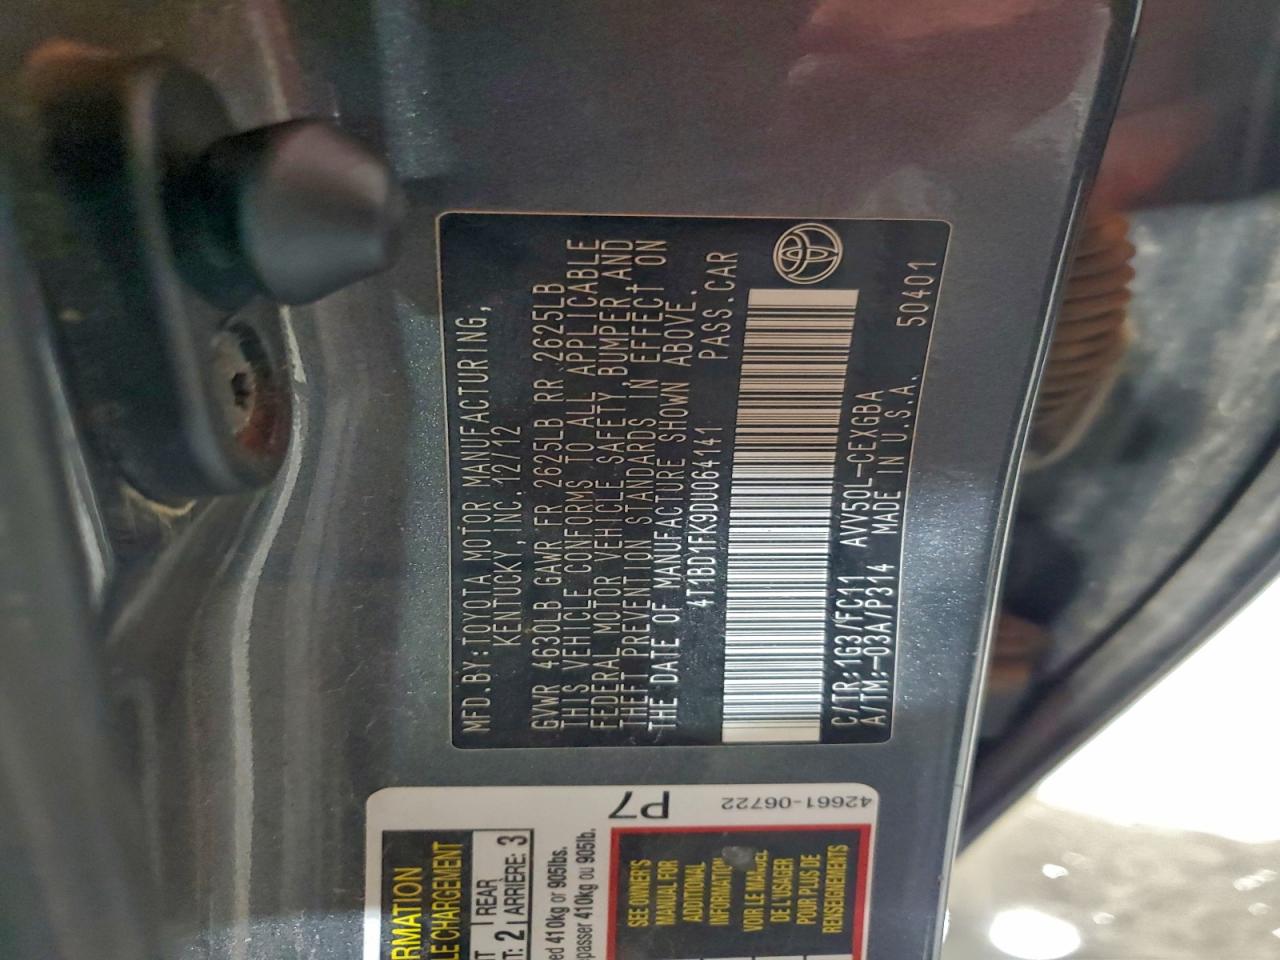 MFD.BY:TOYOTA MOTOR MANUFACTURING,
KENTUCKY,INC.12/12
GVWR 4630LB GAWR FR 2625LB RR 2625LB
THIS VEHICLE CONFORMS TO ALL APPLICABLE
FEDERAL MOTOR VEHICLE SAFETY,BUMPER,AND
THEFT PREVENTION STANDARDS IN EFFECT ON
THE DATE OF MANUFACTURE SHOWN ABOVE.
4T1BD1FK9DU064141 PASS.CAR
C/TR:1G3/FC11 AVV50L-CEXGBA
A/TM:-03A/P314 MADE IN U.S.A. 50401
P7
42661-06722
RMATION
LE CHARGEMENT
REAR
T: 2 ARRIÈRE: 3
ed 410kg or 905lbs.
passer 410kg ou 905lb.
SEE OWNER'S
MANUAL FOR
ADDITIONAL
INFORMATION
VOIR LE MANUEL
DE L'USAGER
POUR PLUS DE
RENSEIGNEMENTS